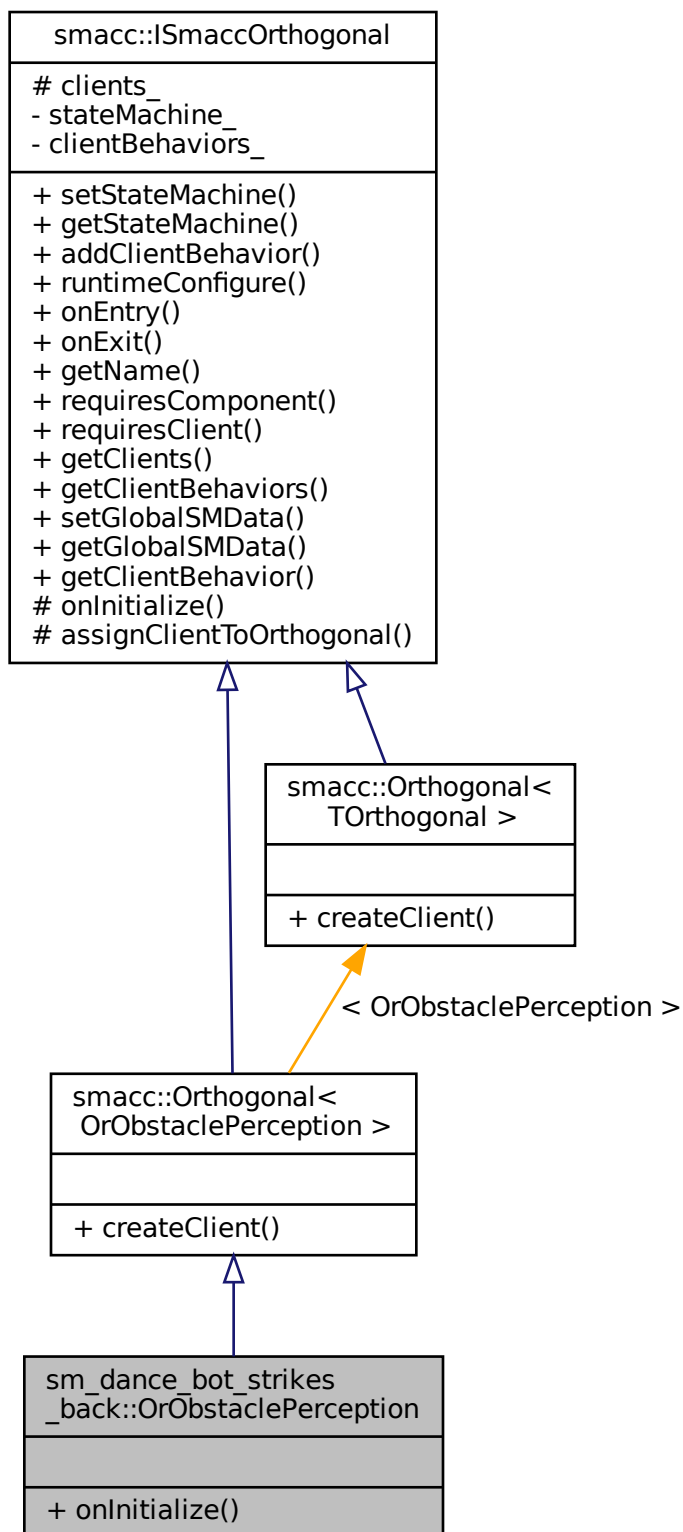 smacc::ISmaccOrthogonal
# clients_
- stateMachine_
- clientBehaviors_
+ setStateMachine()
+ getStateMachine()
+ addClientBehavior()
+ runtimeConfigure()
+ onEntry()
+ onExit()
+ getName()
+ requiresComponent()
+ requiresClient()
+ getClients()
+ getClientBehaviors()
+ setGlobalSMData()
+ getGlobalSMData()
+ getClientBehavior()
# onInitialize()
# assignClientToOrthogonal()
smacc::Orthogonal<
TOrthogonal >
+ createClient()
< OrObstaclePerception >
smacc::Orthogonal<
OrObstaclePerception >
+ createClient()
sm_dance_bot_strikes
_back::OrObstaclePerception
+ onInitialize()